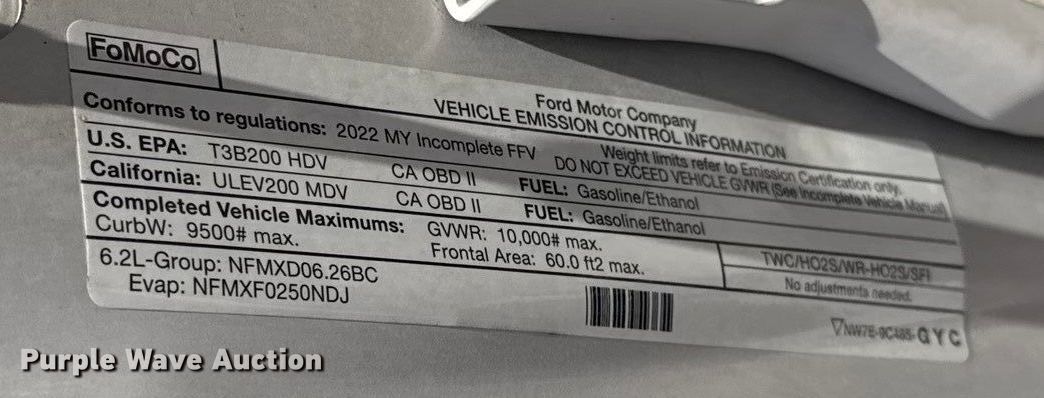 FoMoCo
Ford Motor Company
VEHICLE EMISSION CONTROL INFORMATION
Conforms to regulations: 2022 MY Incomplete FFV
Weight limits refer to Emission Certification only.
DO NOT EXCEED VEHICLE GVWR (See Incomplete Vehicle Manual)
U.S. EPA: T3B200 HDV CA OBD II FUEL: Gasoline/Ethanol
California: ULEV200 MDV CA OBD II FUEL: Gasoline/Ethanol
Completed Vehicle Maximums: GVWR: 10,000# max.
CurbW: 9500# max. Frontal Area: 60.0 ft2 max.
TWC/HO2S/WR-HO2S/SFI
No adjustments needed.
6.2L-Group: NFMXD06.26BC
Evap: NFMXF0250NDJ
NW7E-9C485- GYC
Purple Wave Auction